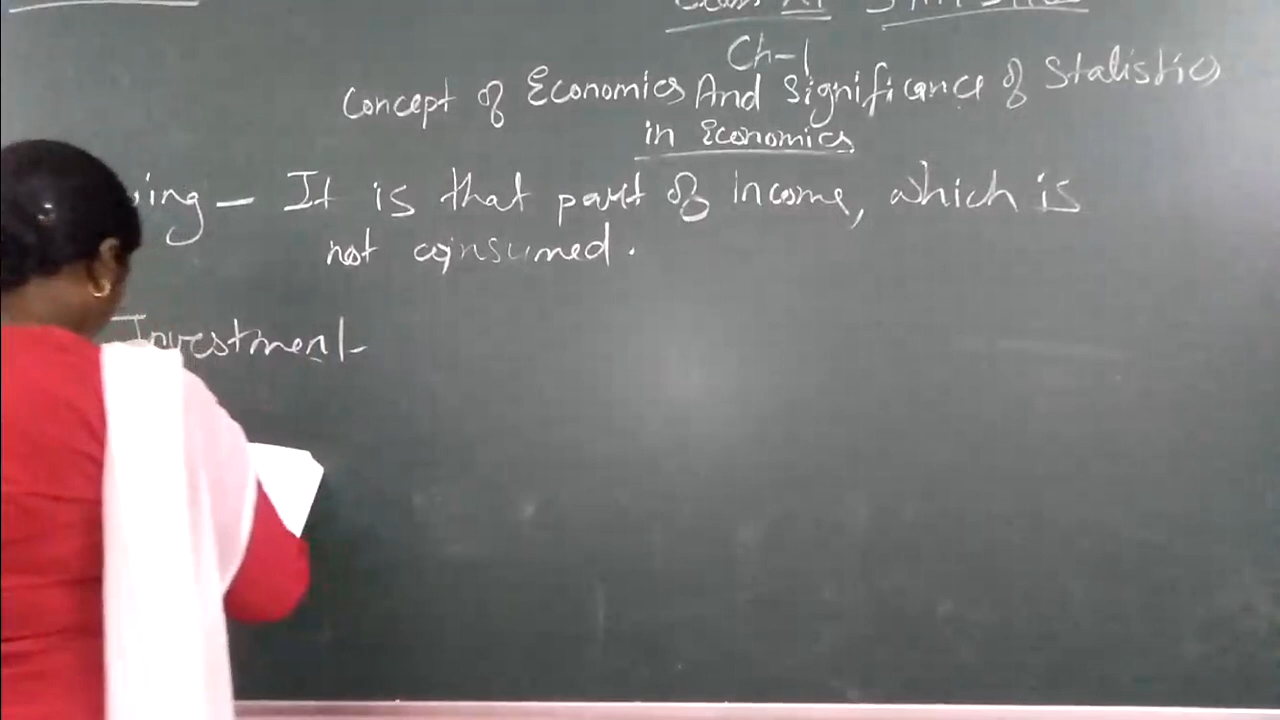 Ch-1
Concept of Economics And Significance of Statistics
in Economics
– It is that part of income, which is
not consumed.
Investment-